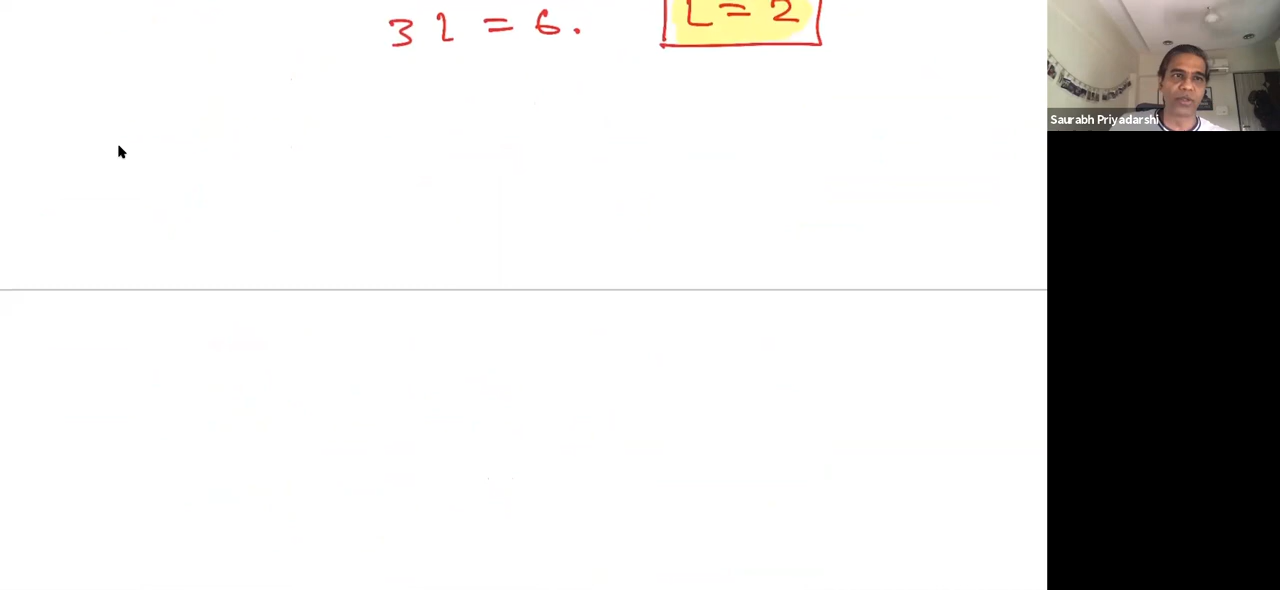 3 l = 6. L = 2
Saurabh Priyadarshi